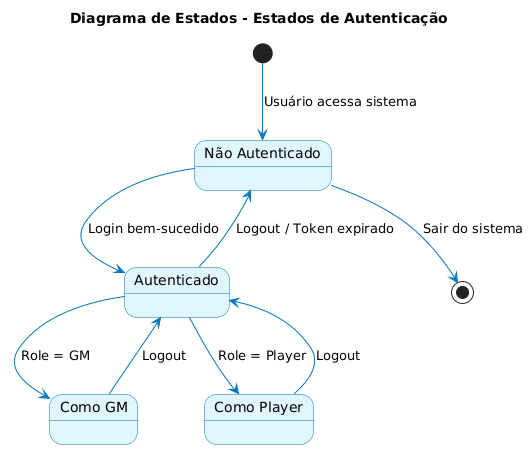 Diagrama de Estados - Estados de Autenticação
Usuário acessa sistema
Não Autenticado
Login bem-sucedido
Logout / Token expirado
Sair do sistema
Autenticado
Role = GM
Logout
Role = Player
Logout
Como GM
Como Player